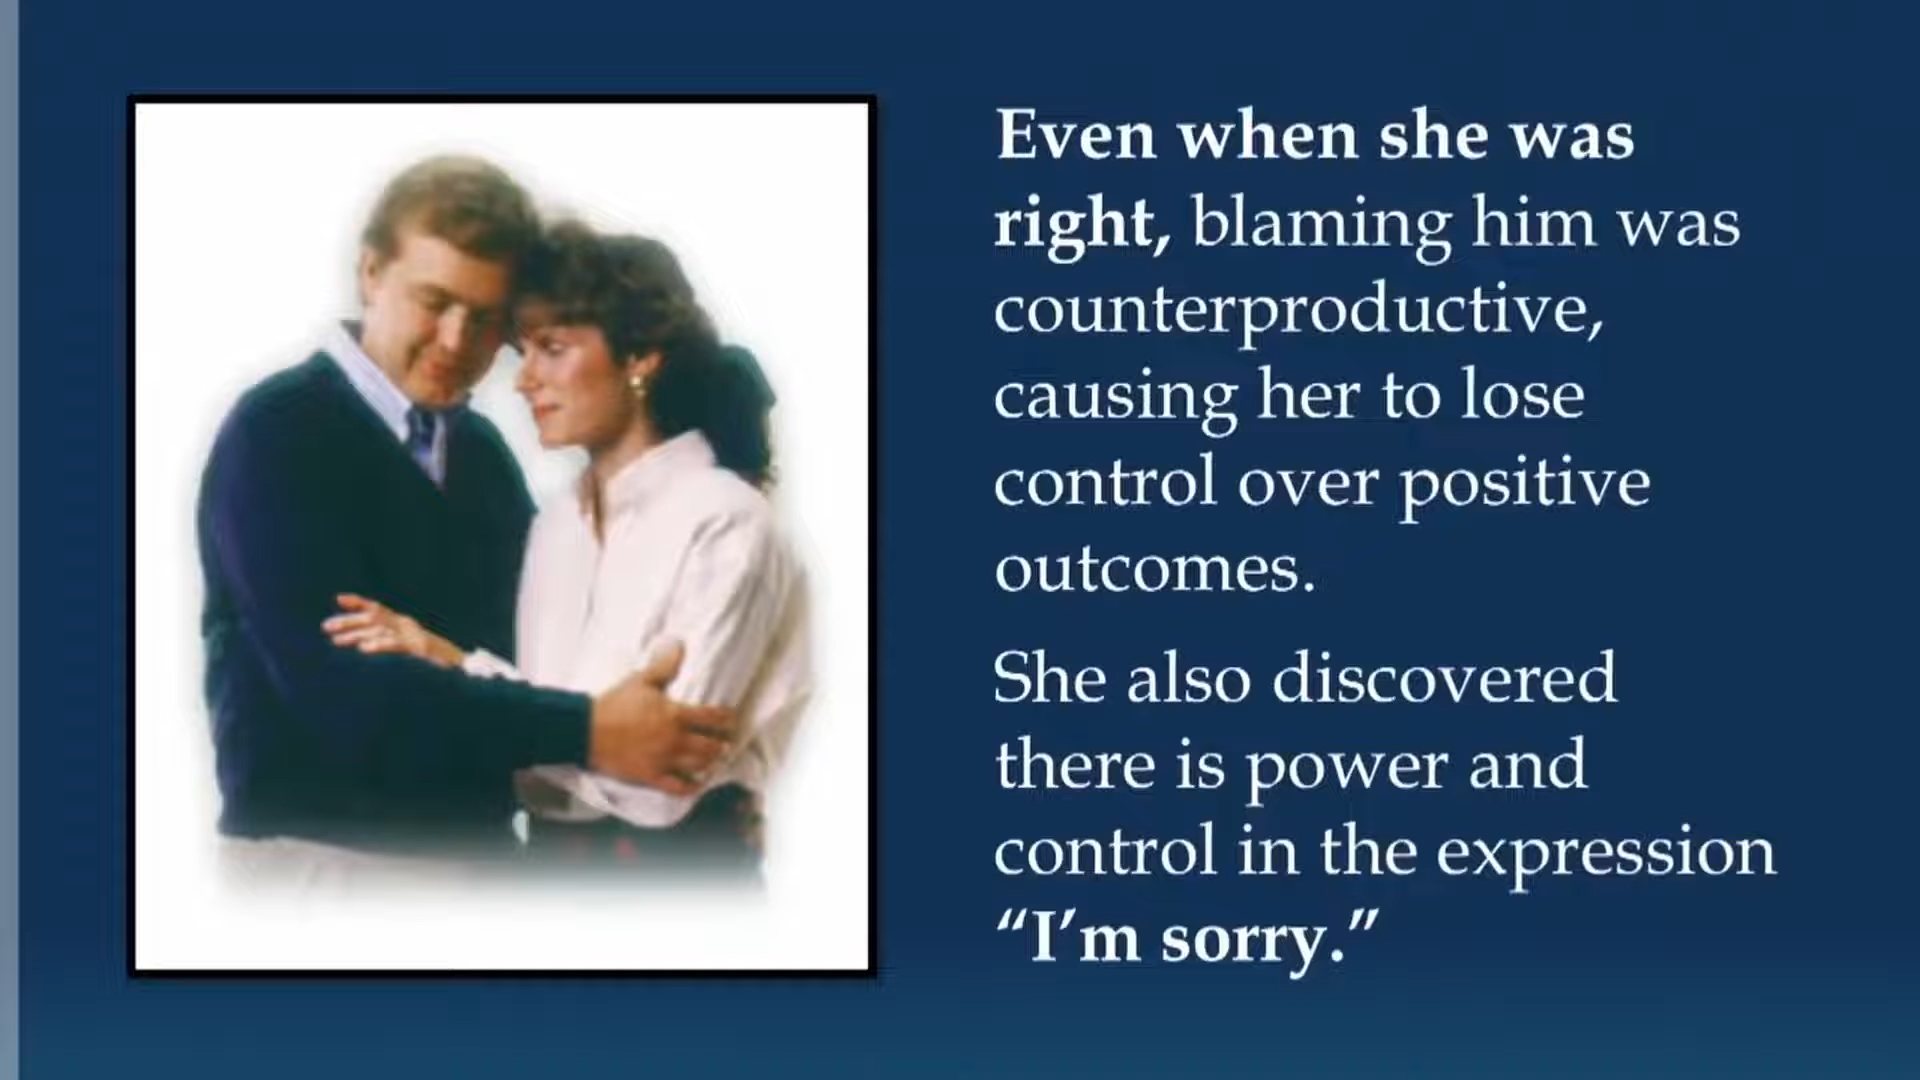 Even when she was
right, blaming him was
counterproductive,
causing her to lose
control over positive
outcomes.
She also discovered
there is power and
control in the expression
“I’m sorry.”